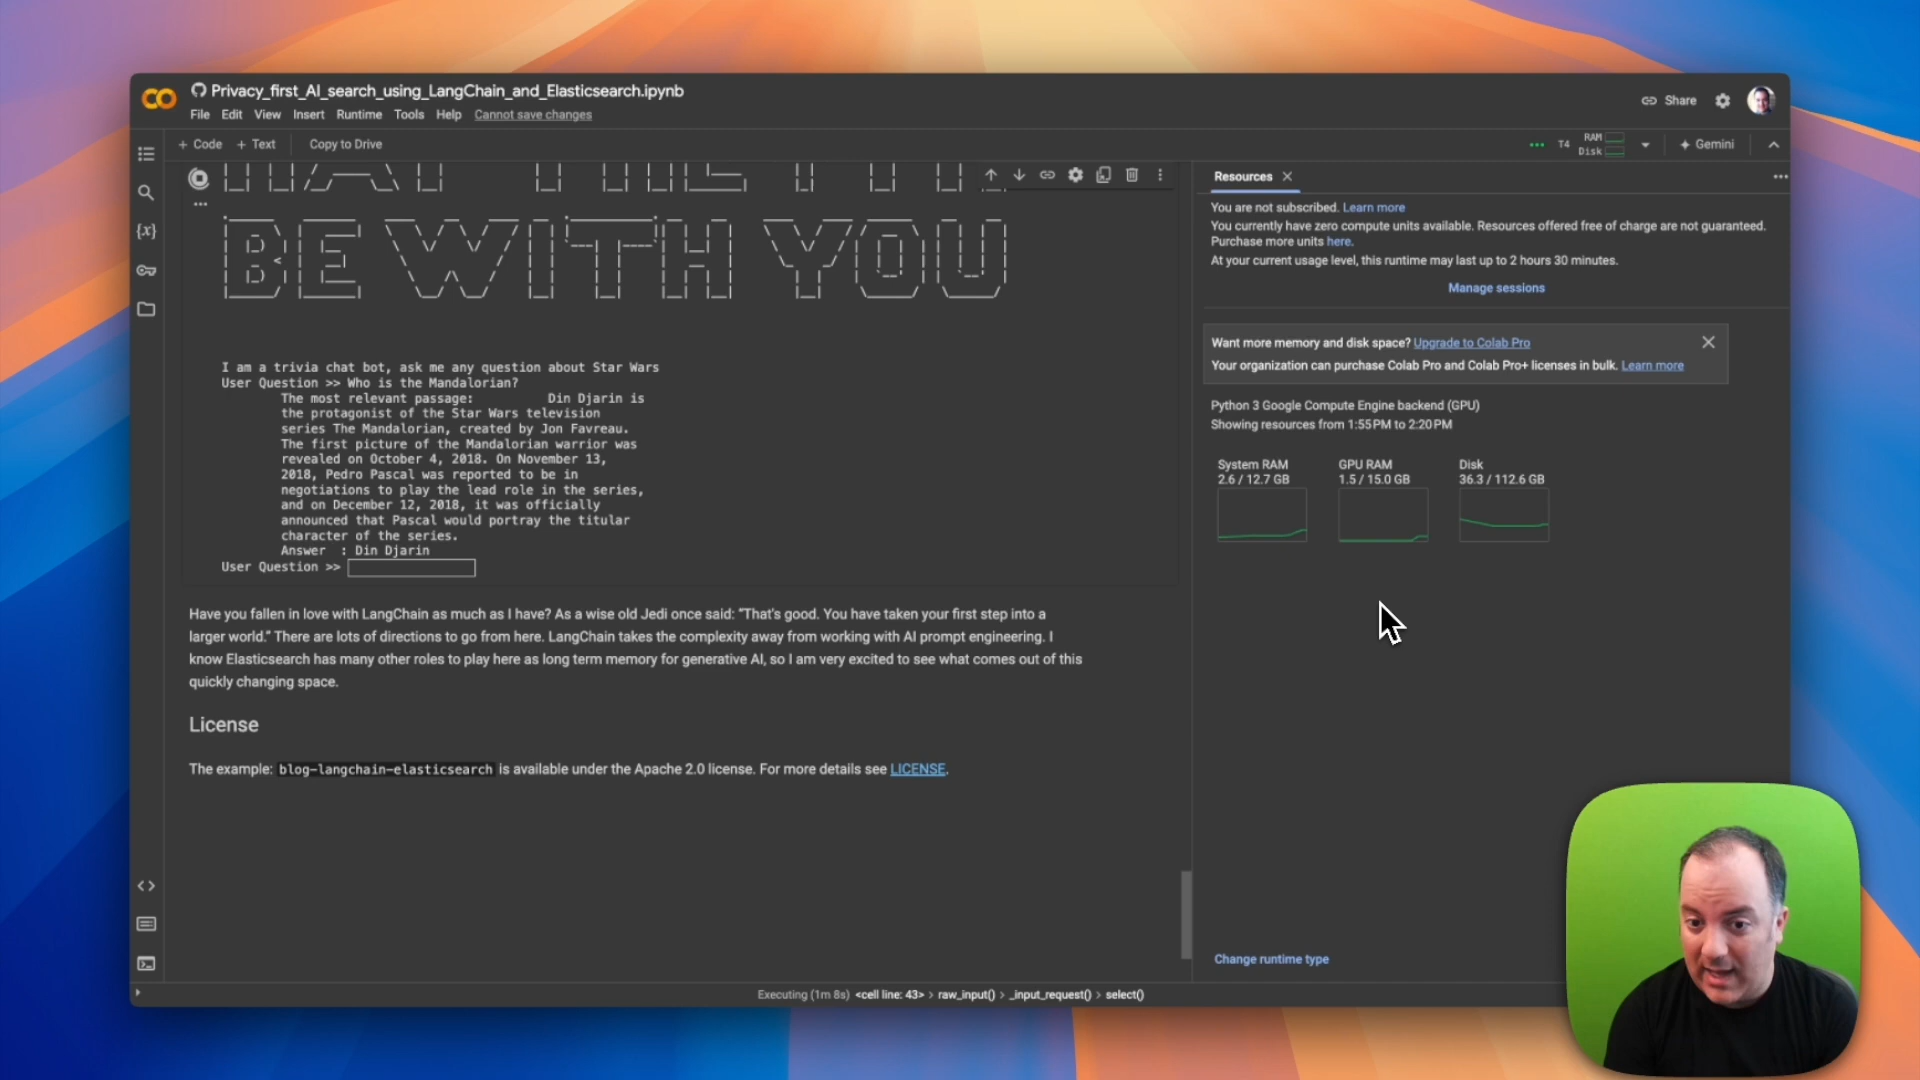 Privacy_first_AI_search_using_LangChain_and_Elasticsearch.ipynb
File Edit View Insert Runtime Tools Help Cannot save changes
Share
+ Code + Text Copy to Drive
T4 RAM
Disk
Gemini
BE WITH YOU
I am a trivia chat bot, ask me any question about Star Wars
User Question >> Who is the Mandalorian?
The most relevant passage: Din Djarin is
the protagonist of the Star Wars television
series The Mandalorian, created by Jon Favreau.
The first picture of the Mandalorian warrior was
revealed on October 4, 2018. On November 13,
2018, Pedro Pascal was reported to be in
negotiations to play the lead role in the series,
and on December 12, 2018, it was officially
announced that Pascal would portray the titular
character of the series.
Answer : Din Djarin
User Question >>
Have you fallen in love with LangChain as much as I have? As a wise old Jedi once said: “That's good. You have taken your first step into a
larger world.” There are lots of directions to go from here. LangChain takes the complexity away from working with AI prompt engineering. I
know Elasticsearch has many other roles to play here as long term memory for generative AI, so I am very excited to see what comes out of this
quickly changing space.
License
The example: blog-langchain-elasticsearch is available under the Apache 2.0 license. For more details see LICENSE.
Resources
You are not subscribed. Learn more
You currently have zero compute units available. Resources offered free of charge are not guaranteed.
Purchase more units here.
At your current usage level, this runtime may last up to 2 hours 30 minutes.
Manage sessions
Want more memory and disk space? Upgrade to Colab Pro
Your organization can purchase Colab Pro and Colab Pro+ licenses in bulk. Learn more
Python 3 Google Compute Engine backend (GPU)
Showing resources from 1:55 PM to 2:20 PM
System RAM
2.6 / 12.7 GB
GPU RAM
1.5 / 15.0 GB
Disk
36.3 / 112.6 GB
Change runtime type
Executing (1m 8s) <cell line: 43> > raw_input() > _input_request() > select()